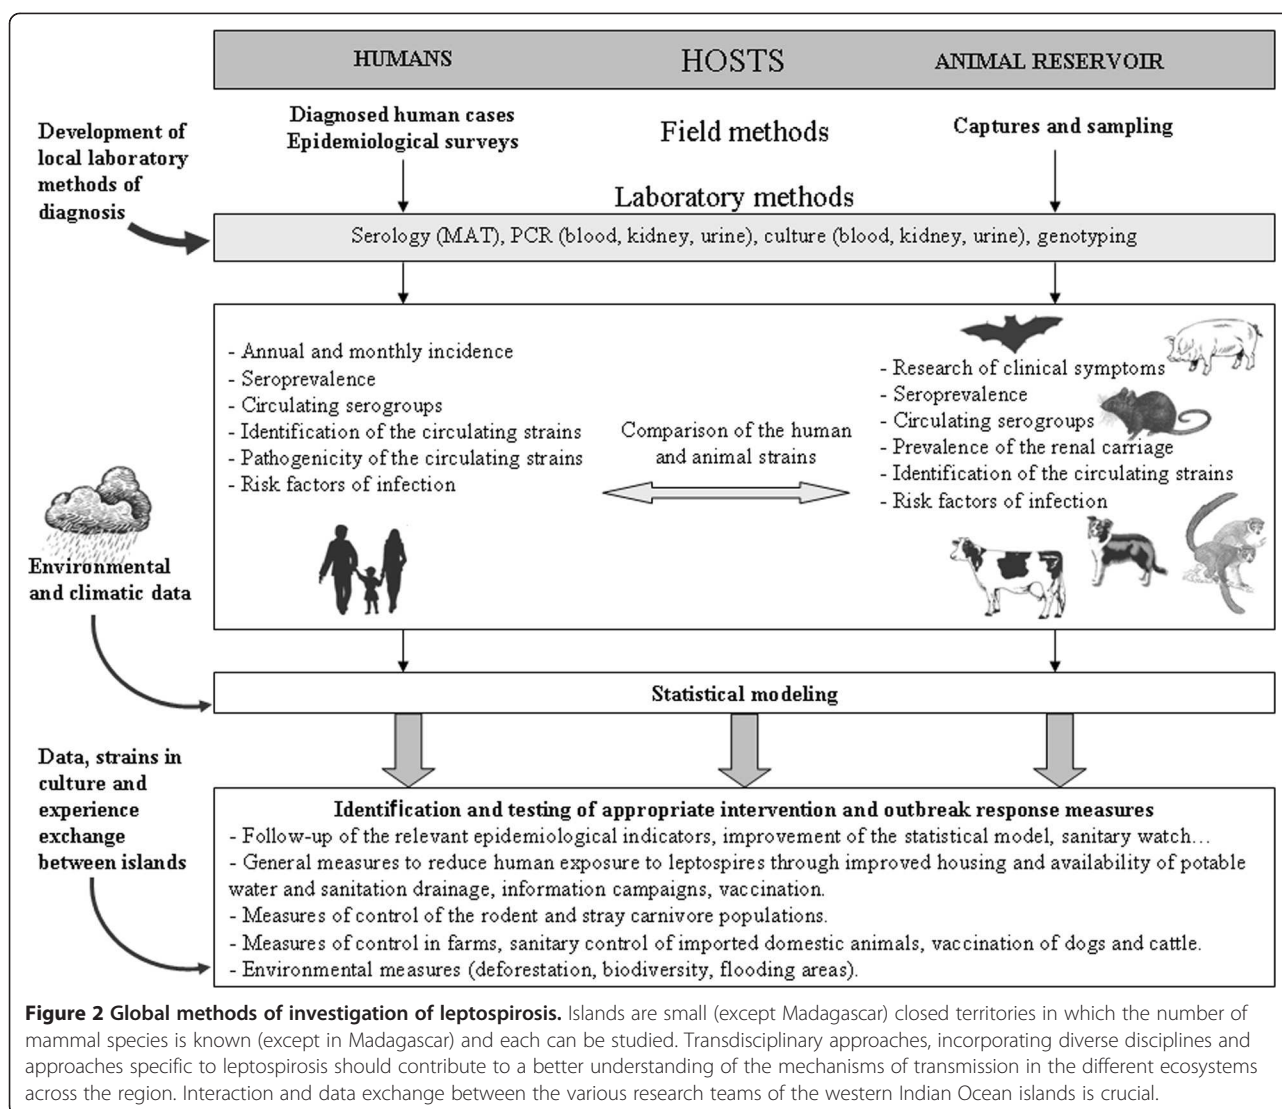 HUMANS HOSTS ANIMAL RESERVOIR
Diagnosed human cases
Epidemiological surveys
Field methods
Captures and sampling
Development of
local laboratory
methods of
diagnosis
Laboratory methods
Serology (MAT), PCR (blood, kidney, urine), culture (blood, kidney, urine), genotyping
- Annual and monthly incidence
- Seroprevalence
- Circulating serogroups
- Identification of the circulating strains
- Pathogenicity of the circulating strains
- Risk factors of infection
Comparison of the human
and animal strains
- Research of clinical symptoms
- Seroprevalence
- Circulating serogroups
- Prevalence of the renal carriage
- Identification of the circulating strains
- Risk factors of infection
Environmental
and climatic data
Statistical modeling
Data, strains in
culture and
experience
exchange
between islands
Identification and testing of appropriate intervention and outbreak response measures
- Follow-up of the relevant epidemiological indicators, improvement of the statistical model, sanitary watch...
- General measures to reduce human exposure to leptospires through improved housing and availability of potable
water and sanitation drainage, information campaigns, vaccination.
- Measures of control of the rodent and stray carnivore populations.
- Measures of control in farms, sanitary control of imported domestic animals, vaccination of dogs and cattle.
- Environmental measures (deforestation, biodiversity, flooding areas).
Figure 2 Global methods of investigation of leptospirosis. Islands are small (except Madagascar) closed territories in which the number of
mammal species is known (except in Madagascar) and each can be studied. Transdisciplinary approaches, incorporating diverse disciplines and
approaches specific to leptospirosis should contribute to a better understanding of the mechanisms of transmission in the different ecosystems
across the region. Interaction and data exchange between the various research teams of the western Indian Ocean islands is crucial.